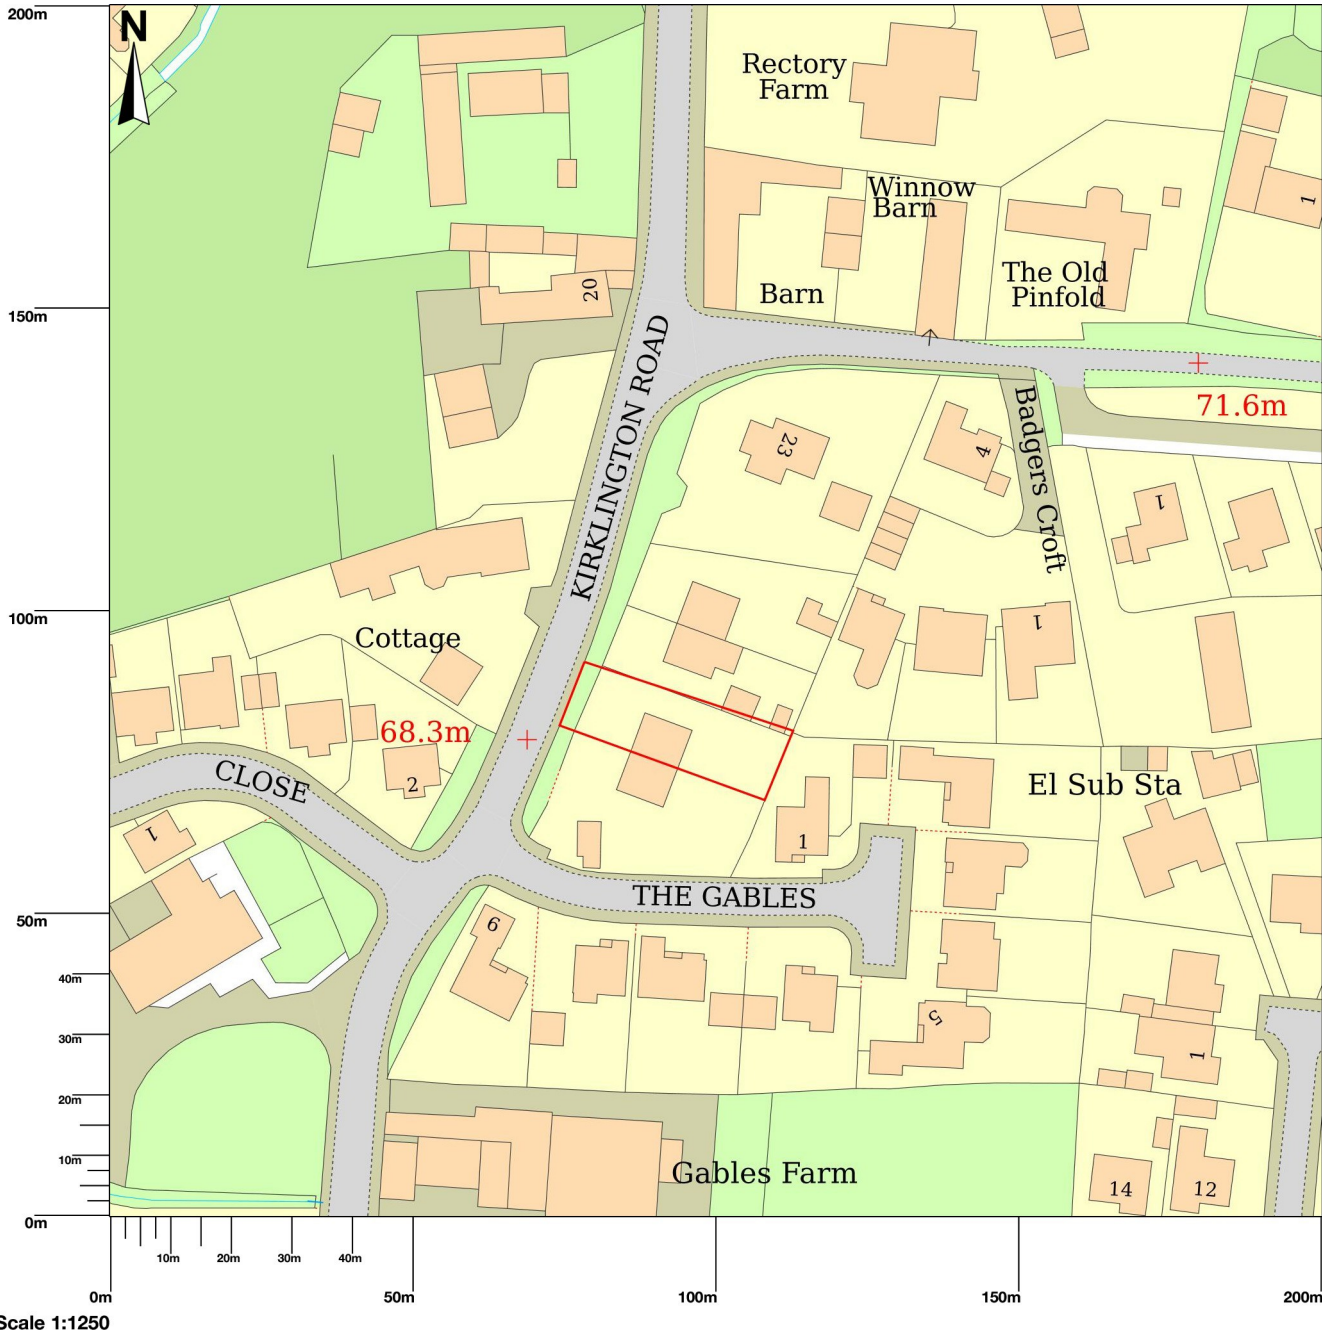 200m
N
Rectory
Farm
Winnow
Barn
1
The Old
Pinfold
Barn
20
150m
KIRKLINGTON ROAD
71.6m
23
4
Badgers Croft
1
100m
Cottage
1
68.3m
CLOSE
2
El Sub Sta
1
1
THE GABLES
50m
6
40m
5
30m
1
20m
10m
Gables Farm
14
12
0m
10m
20m
30m
40m
0m
50m
100m
150m
200m
Scale 1:1250